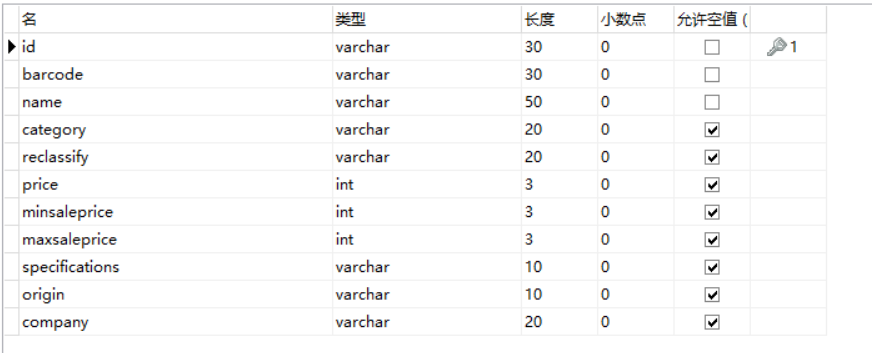 名 类型 长度 小数点 允许空值 (
id varchar 30 0 1
barcode varchar 30 0
name varchar 50 0
category varchar 20 0
reclassify varchar 20 0
price int 3 0
minsaleprice int 3 0
maxsaleprice int 3 0
specifications varchar 10 0
origin varchar 10 0
company varchar 20 0